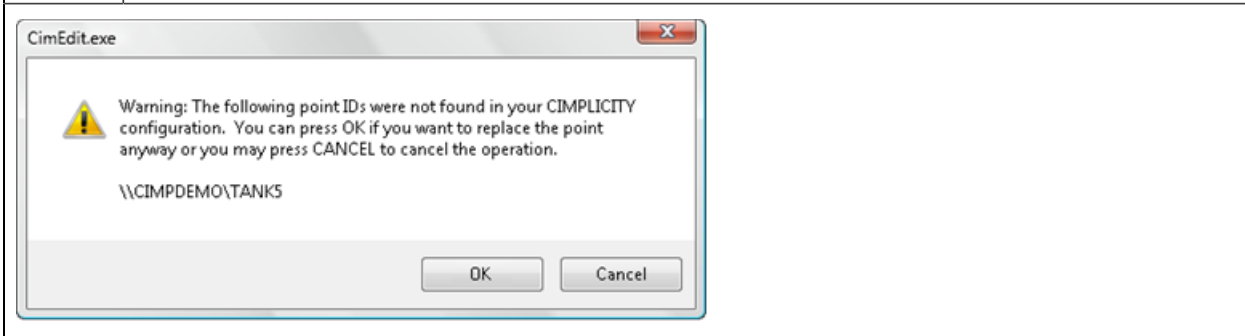 CimEdit.exe
Warning: The following point IDs were not found in your CIMPLICITY
configuration.  You can press OK if you want to replace the point
anyway or you may press CANCEL to cancel the operation.
\\CIMPDEMO\TANK5
OK
Cancel